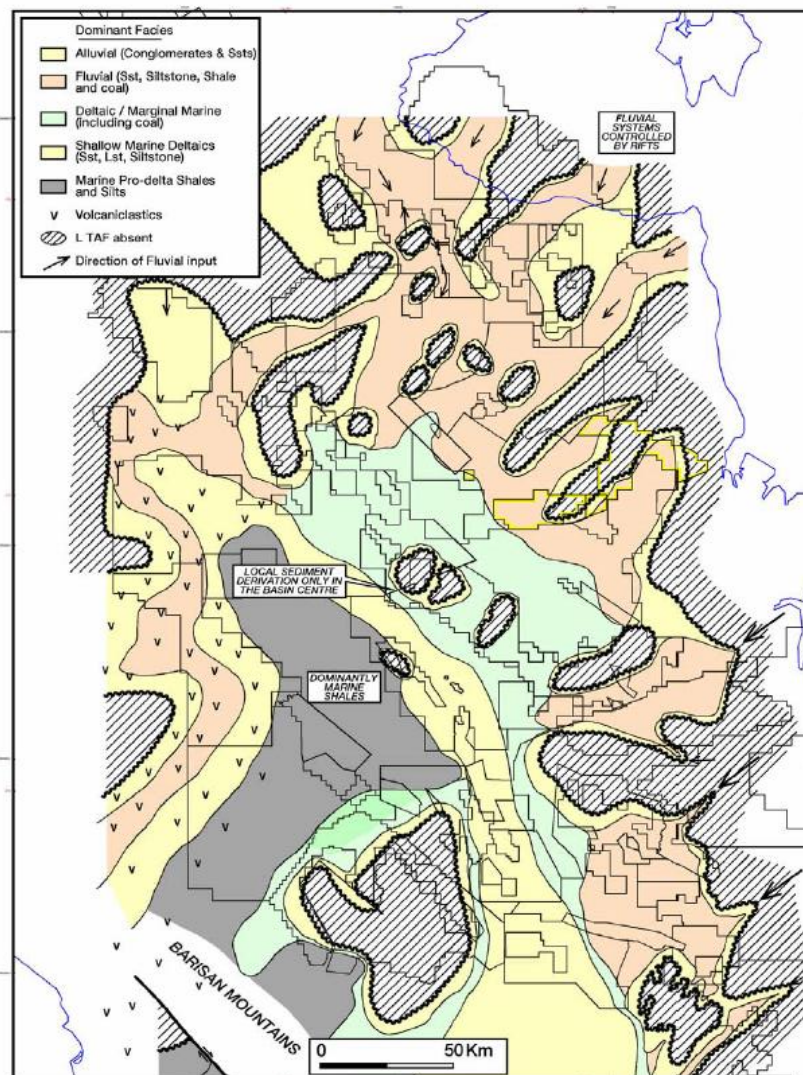 Dominant Facies
Alluvial (Conglomerates & Ssts)
Fluvial (Sst, Siltstone, Shale
and coal)
Deltaic / Marginal Marine
(including coal)
Shallow Marine Deltaics
(Sst, Lst, Siltstone)
Marine Pro-delta Shales
and Silts
v Volcaniclastics
L TAF absent
Direction of Fluvial input
FLUVIAL
SYSTEMS
CONTROLLED
BY RIFTS
LOCAL SEDIMENT
DERIVATION ONLY IN
THE BASIN CENTRE
DOMINANTLY
MARINE
SHALES
BARISAN MOUNTAINS
0 50 Km